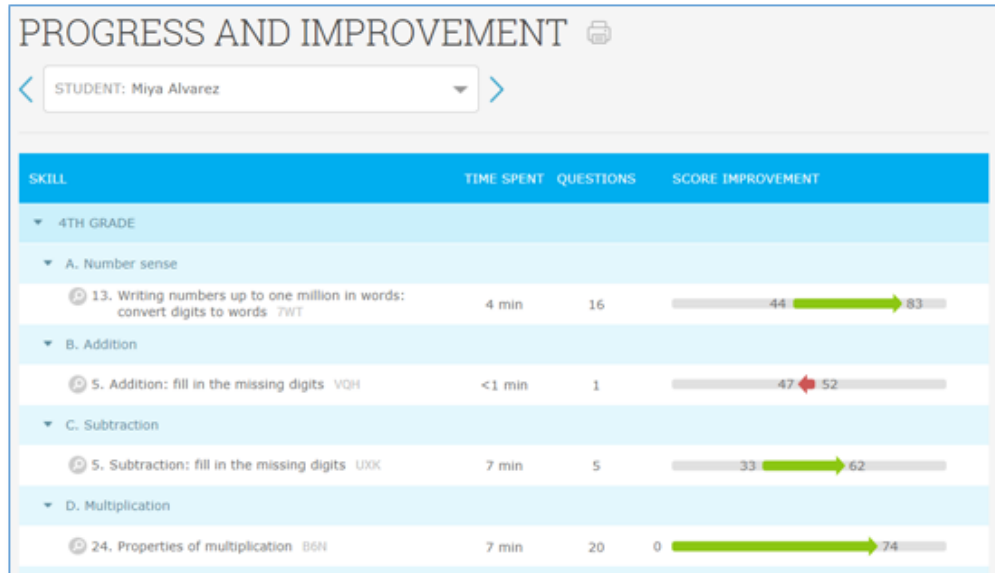 PROGRESS AND IMPROVEMENT
STUDENT: Miya Alvarez
SKILL TIME SPENT QUESTIONS SCORE IMPROVEMENT
4TH GRADE
A. Number sense
13. Writing numbers up to one million in words:
convert digits to words 7WT 4 min 16 44 83
B. Addition
5. Addition: fill in the missing digits VQH <1 min 1 47 52
C. Subtraction
5. Subtraction: fill in the missing digits UXK 7 min 5 33 62
D. Multiplication
24. Properties of multiplication B6N 7 min 20 0 74